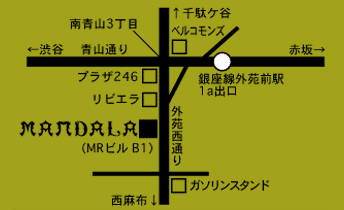 ↑千駄ケ谷
南青山3丁目
ベルコモンズ
←渋谷 青山通り
赤坂→
プラザ246
銀座線外苑前駅
1a出口
リビエラ
外苑西通り
MANDALA
(MRビル B1)
ガソリンスタンド
西麻布↓